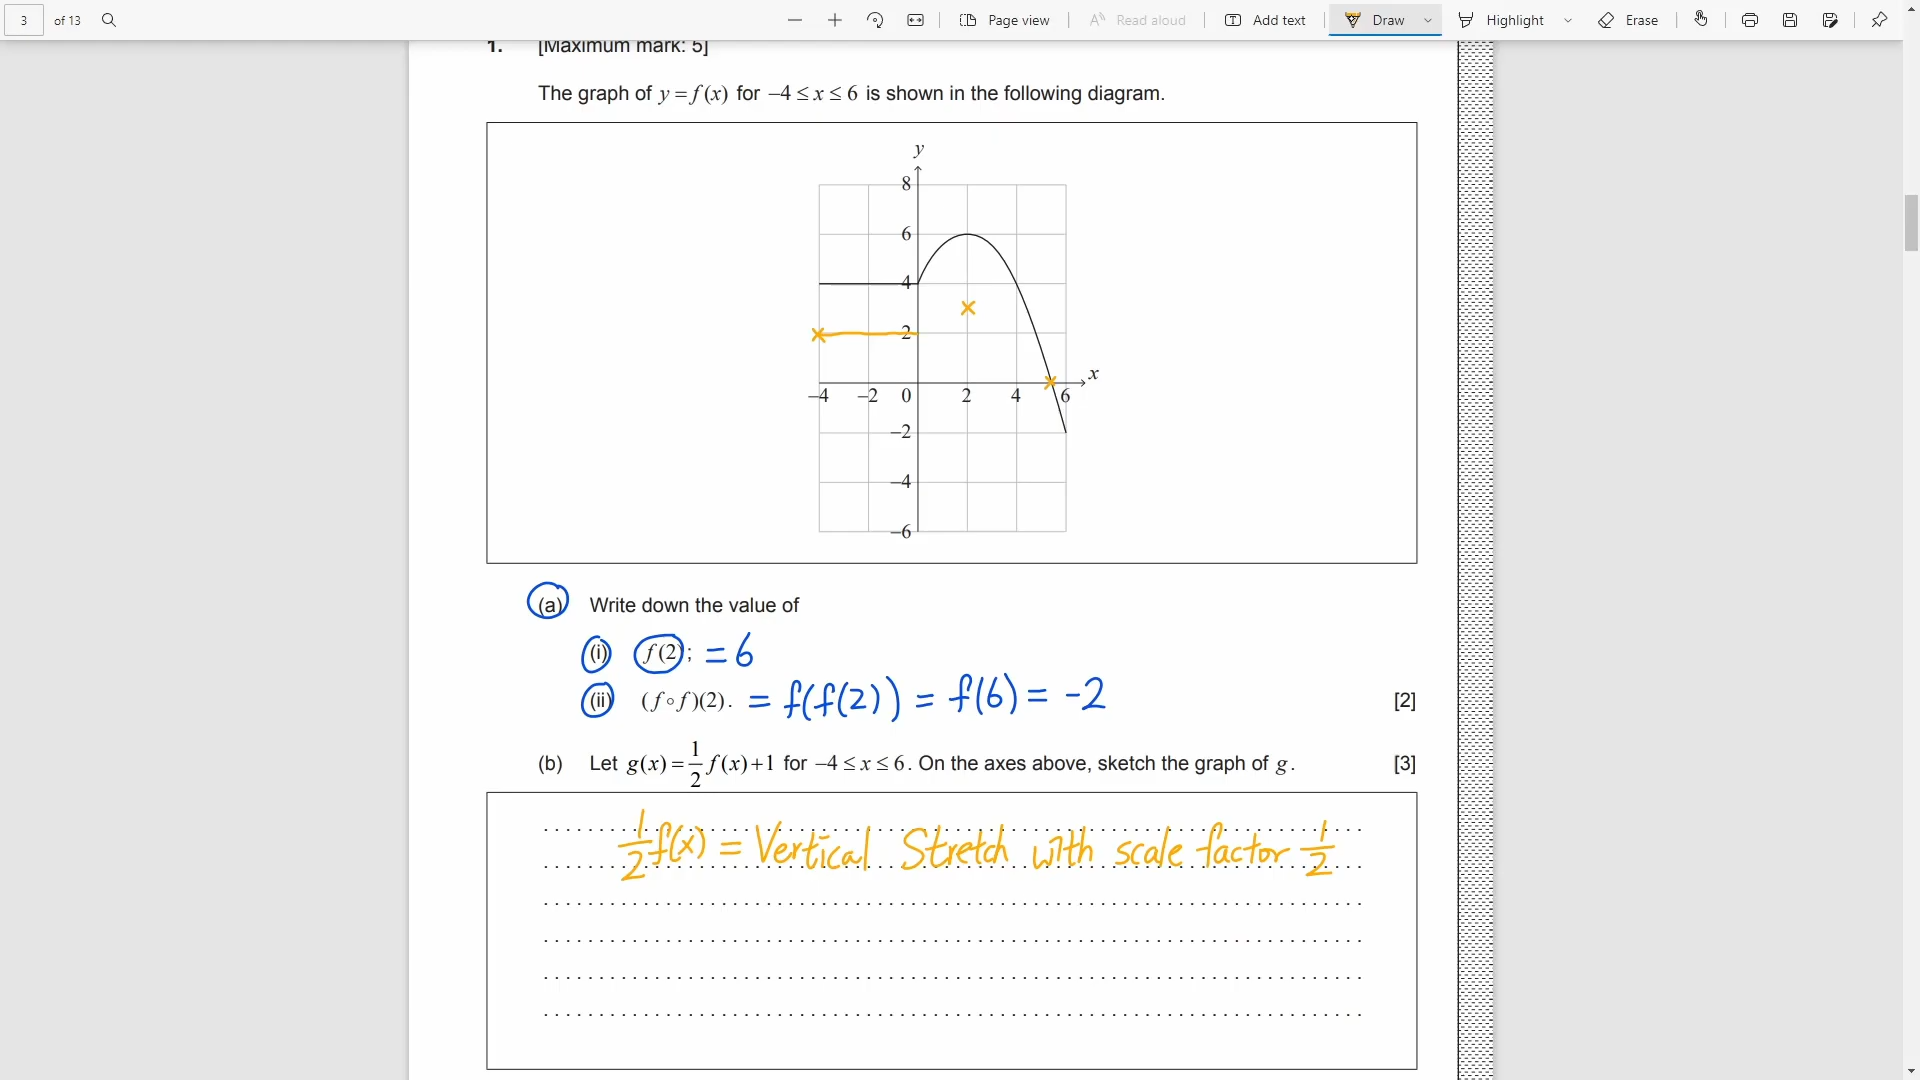 3 of 13 Page view Read aloud Add text Draw Highlight Erase
1. [Maximum mark: 5]
The graph of y = f(x) for −4 ≤ x ≤ 6 is shown in the following diagram.
y
8
6
4
2
x
−4 −2 0 2 4 6
−2
−4
−6
(a) Write down the value of
(i) f(2); = 6
(ii) (f∘f)(2). = f(f(2)) = f(6) = -2 [2]
(b) Let g(x) = 1/2 f(x) + 1 for −4 ≤ x ≤ 6. On the axes above, sketch the graph of g. [3]
1/2 f(x) = Vertical Stretch with scale factor 1/2